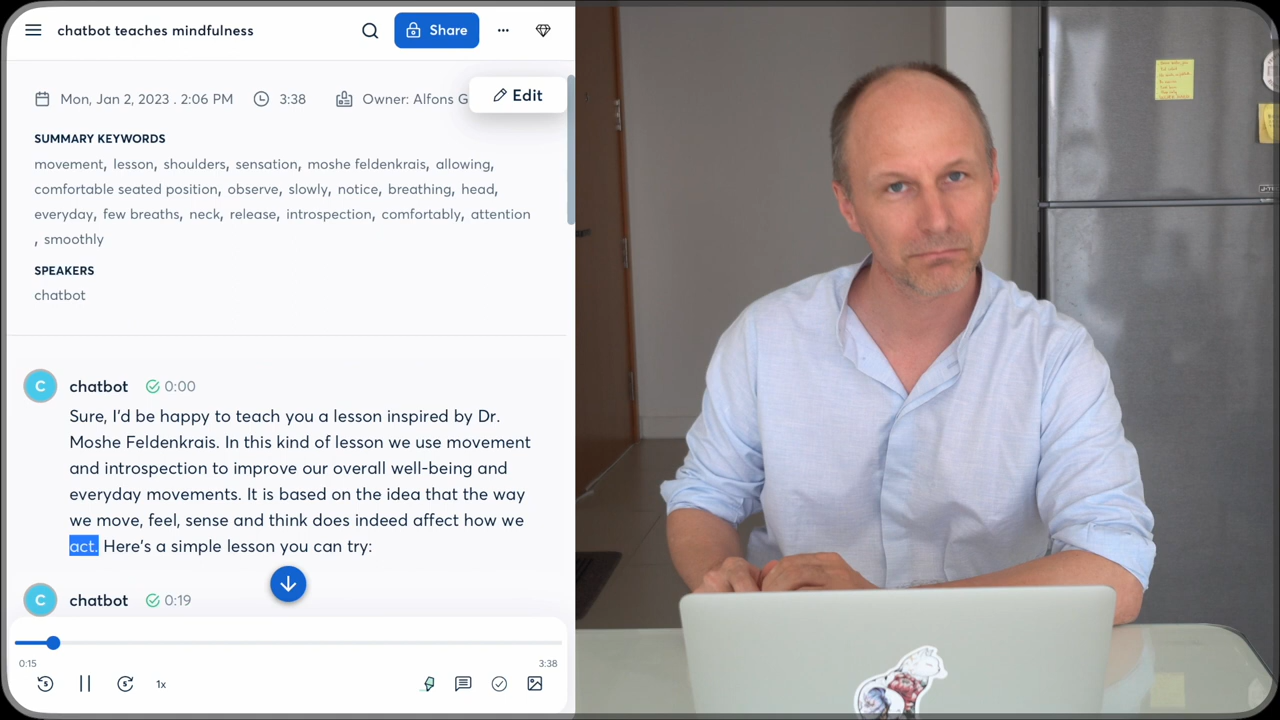 chatbot teaches mindfulness
Share
Mon, Jan 2, 2023 . 2:06 PM 3:38 Owner: Alfons G
Edit
SUMMARY KEYWORDS
movement, lesson, shoulders, sensation, moshe feldenkrais, allowing,
comfortable seated position, observe, slowly, notice, breathing, head,
everyday, few breaths, neck, release, introspection, comfortably, attention
, smoothly
SPEAKERS
chatbot
C chatbot 0:00
Sure, I'd be happy to teach you a lesson inspired by Dr.
Moshe Feldenkrais. In this kind of lesson we use movement
and introspection to improve our overall well-being and
everyday movements. It is based on the idea that the way
we move, feel, sense and think does indeed affect how we
act. Here's a simple lesson you can try:
C chatbot 0:19
0:15 3:38
5 5 1x